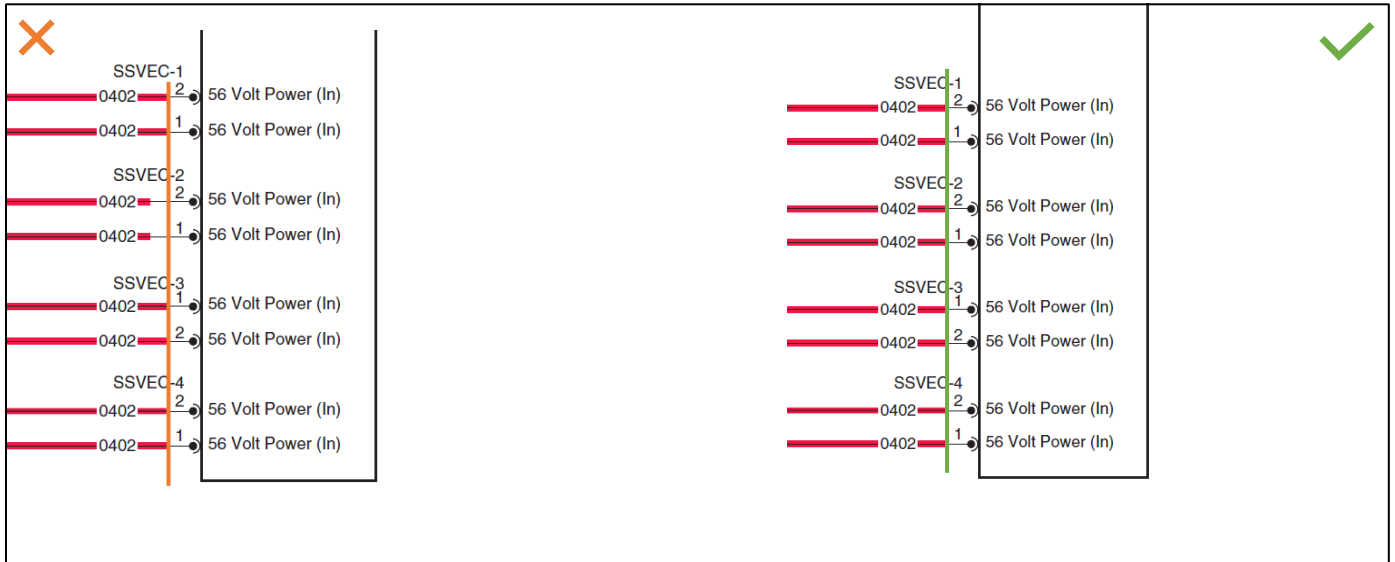 SSVEC-1
0402 2 56 Volt Power (In)
0402 1 56 Volt Power (In)
SSVEC-2
0402 2 56 Volt Power (In)
0402 1 56 Volt Power (In)
SSVEC-3
0402 1 56 Volt Power (In)
0402 2 56 Volt Power (In)
SSVEC-4
0402 2 56 Volt Power (In)
0402 1 56 Volt Power (In)
SSVEC-1
0402 2 56 Volt Power (In)
0402 1 56 Volt Power (In)
SSVEC-2
0402 2 56 Volt Power (In)
0402 1 56 Volt Power (In)
SSVEC-3
0402 1 56 Volt Power (In)
0402 2 56 Volt Power (In)
SSVEC-4
0402 2 56 Volt Power (In)
0402 1 56 Volt Power (In)